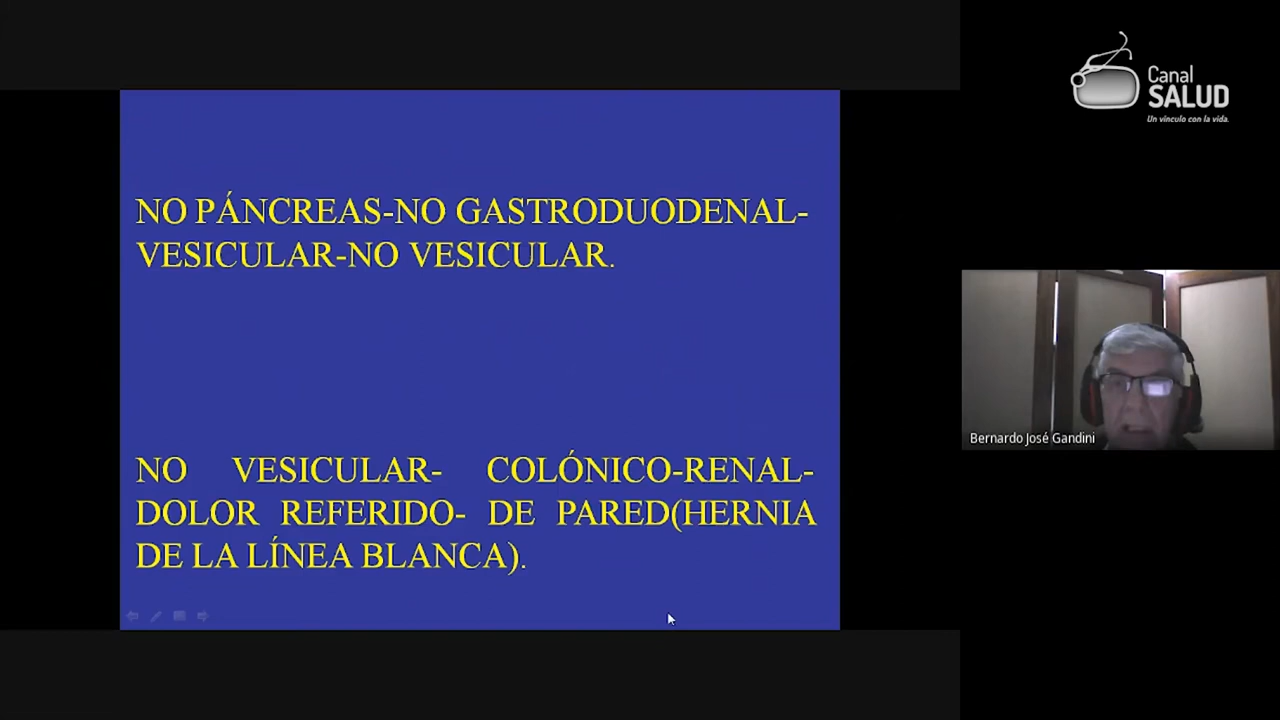 Canal
SALUD
Un vínculo con la vida.
NO PÁNCREAS-NO GASTRODUODENAL-
VESICULAR-NO VESICULAR.
NO VESICULAR- COLÓNICO-RENAL-
DOLOR REFERIDO- DE PARED(HERNIA
DE LA LÍNEA BLANCA).
Bernardo José Gandini